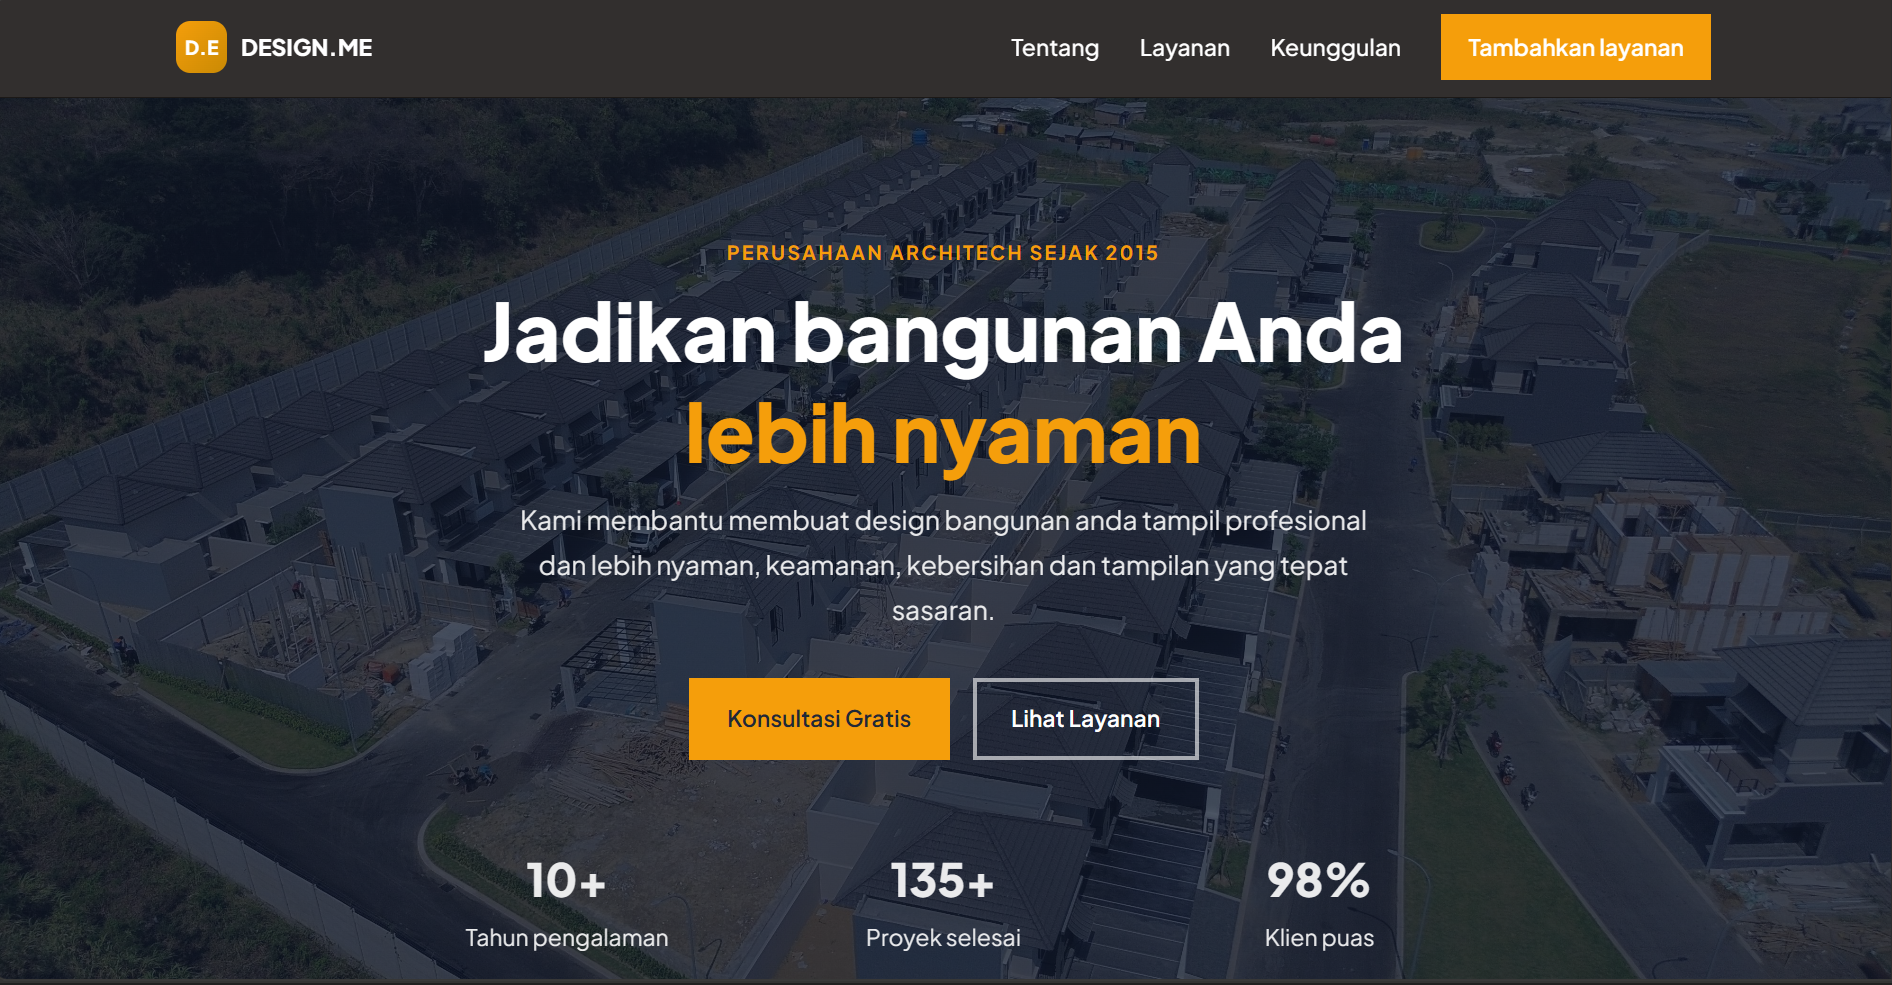 D.E DESIGN.ME
Tentang Layanan Keunggulan Tambahkan layanan
PERUSAHAAN ARCHITECH SEJAK 2015
Jadikan bangunan Anda
lebih nyaman
Kami membantu membuat design bangunan anda tampil profesional
dan lebih nyaman, keamanan, kebersihan dan tampilan yang tepat
sasaran.
Konsultasi Gratis Lihat Layanan
10+ 135+ 98%
Tahun pengalaman Proyek selesai Klien puas